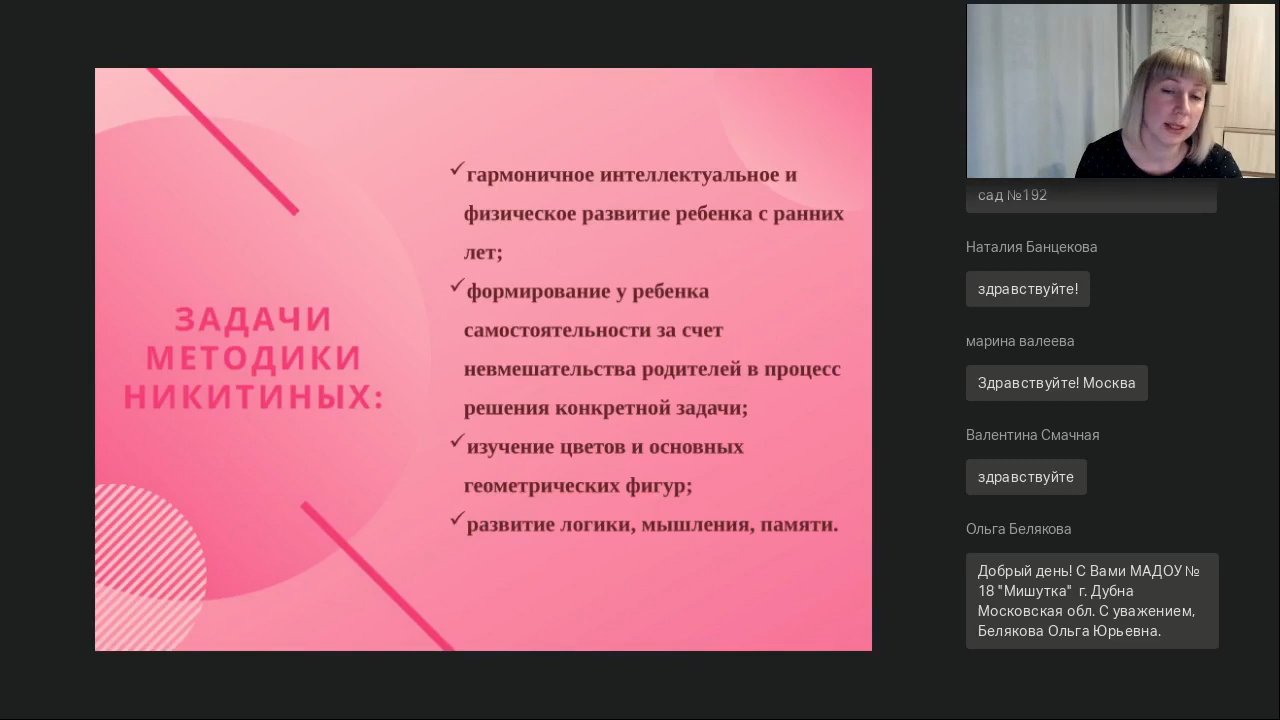 ЗАДАЧИ
МЕТОДИКИ
НИКИТИНЫХ:
гармоничное интеллектуальное и
физическое развитие ребенка с ранних
лет;
формирование у ребенка
самостоятельности за счет
невмешательства родителей в процесс
решения конкретной задачи;
изучение цветов и основных
геометрических фигур;
развитие логики, мышления, памяти.
сад №192
Наталия Банцекова
здравствуйте!
марина валеева
Здравствуйте! Москва
Валентина Смачная
здравствуйте
Ольга Белякова
Добрый день! С Вами МАДОУ №
18 "Мишутка" г. Дубна
Московская обл. С уважением,
Белякова Ольга Юрьевна.